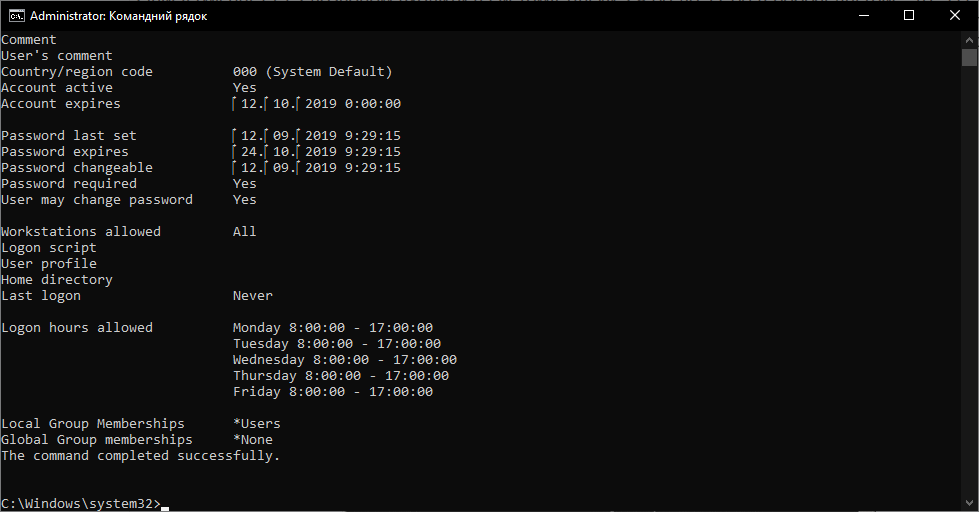 Administrator: Командний рядок
Comment
User's comment
Country/region code 000 (System Default)
Account active Yes
Account expires ⌈ 12.⌈ 10.⌈ 2019 0:00:00
Password last set ⌈ 12.⌈ 09.⌈ 2019 9:29:15
Password expires ⌈ 24.⌈ 10.⌈ 2019 9:29:15
Password changeable ⌈ 12.⌈ 09.⌈ 2019 9:29:15
Password required Yes
User may change password Yes
Workstations allowed All
Logon script
User profile
Home directory
Last logon Never
Logon hours allowed Monday 8:00:00 - 17:00:00
Tuesday 8:00:00 - 17:00:00
Wednesday 8:00:00 - 17:00:00
Thursday 8:00:00 - 17:00:00
Friday 8:00:00 - 17:00:00
Local Group Memberships *Users
Global Group memberships *None
The command completed successfully.
C:\Windows\system32>